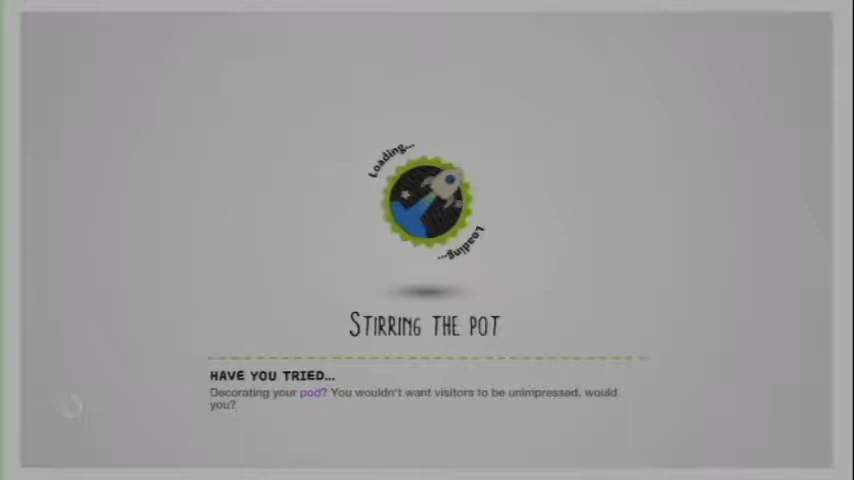 Loading...
Loading...
STIRRING THE POT
HAVE YOU TRIED...
Decorating your pod? You wouldn't want visitors to be unimpressed, would
you?